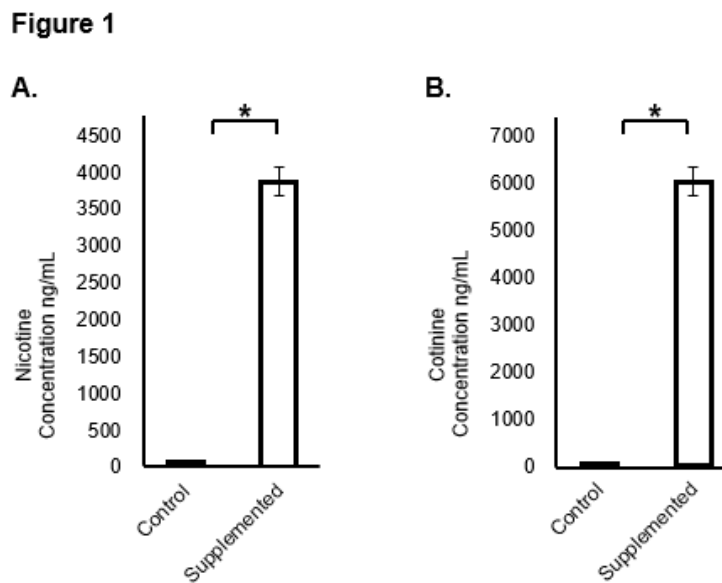 Figure 1
A.
*
4500
4000
3500
3000
2500
2000
1500
1000
500
0
Nicotine
Concentration ng/mL
Control
Supplemented
B.
*
7000
6000
5000
4000
3000
2000
1000
0
Cotinine
Concentration ng/mL
Control
Supplemented